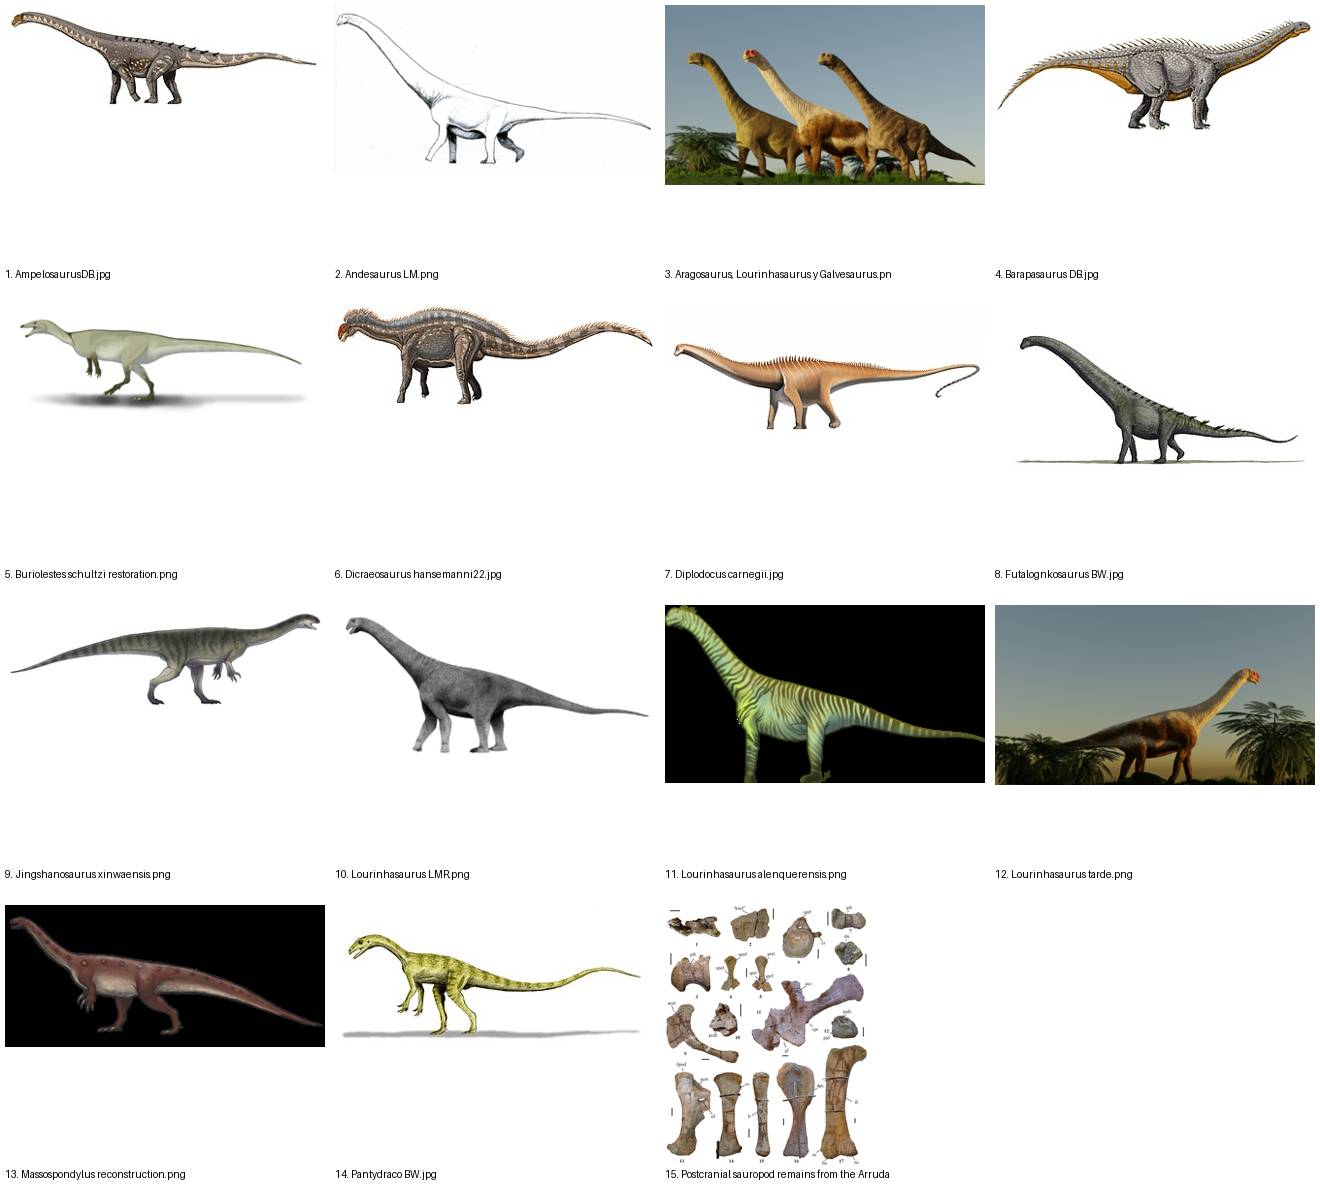 1. AmpelosaurusDB.jpg
2. Andesaurus LM.png
3. Aragosaurus, Lourinhasaurus y Galvesaurus.pn
4. Barapasaurus DB.jpg
5. Buriolestes schultzi restoration.png
6. Dicraeosaurus hansemanni22.jpg
7. Diplodocus carnegii.jpg
8. Futalognkosaurus BW.jpg
9. Jingshanosaurus xinwaensis.png
10. Lourinhasaurus LMR.png
11. Lourinhasaurus alenquerensis.png
12. Lourinhasaurus tarde.png
13. Massospondylus reconstruction.png
14. Pantydraco BW.jpg
15. Postcranial sauropod remains from the Arruda